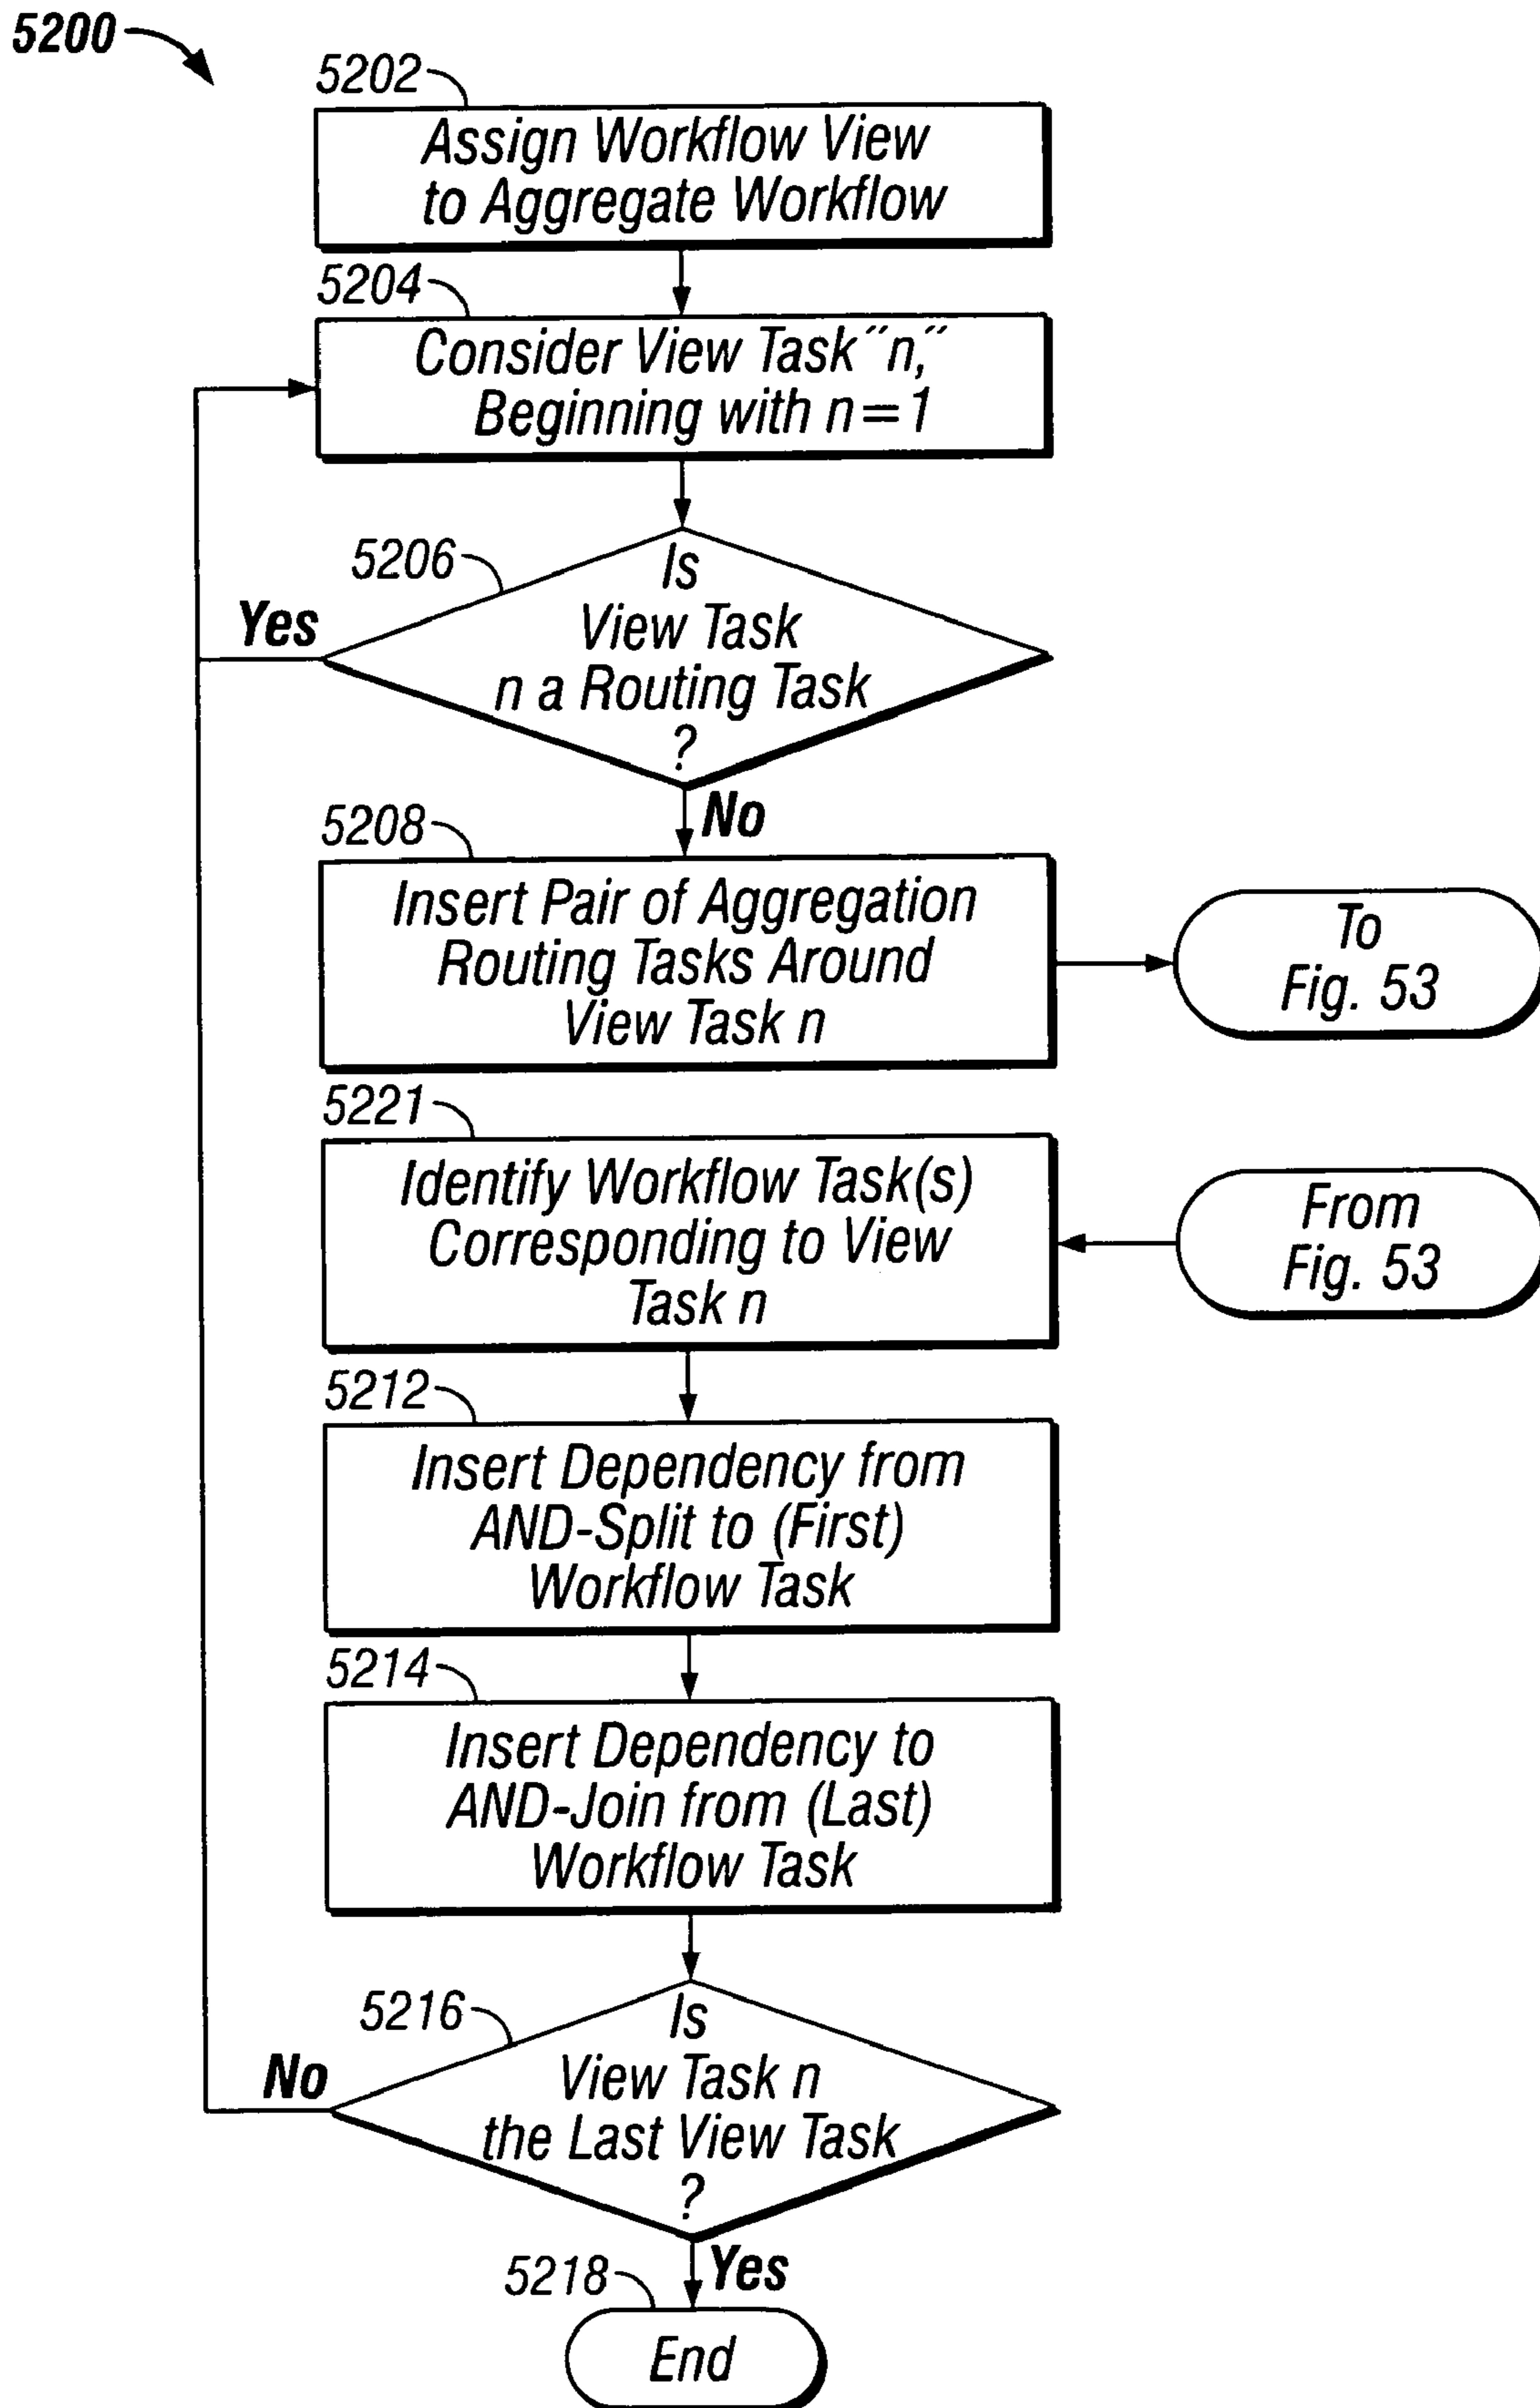 5200
5202
Assign Workflow View
to Aggregate Workflow
5204
Consider View Task "n,"
Beginning with n=1
5206
Is
View Task
n a Routing Task
?
Yes
No
5208
Insert Pair of Aggregation
Routing Tasks Around
View Task n
To
Fig. 53
5221
Identify Workflow Task(s)
Corresponding to View
Task n
From
Fig. 53
5212
Insert Dependency from
AND-Split to (First)
Workflow Task
5214
Insert Dependency to
AND-Join from (Last)
Workflow Task
5216
Is
View Task n
the Last View Task
?
No
Yes
5218
End